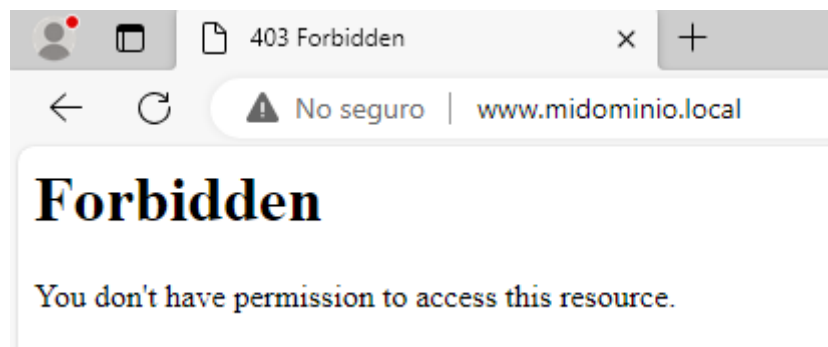 403 Forbidden
No seguro | www.midominio.local
Forbidden
You don't have permission to access this resource.